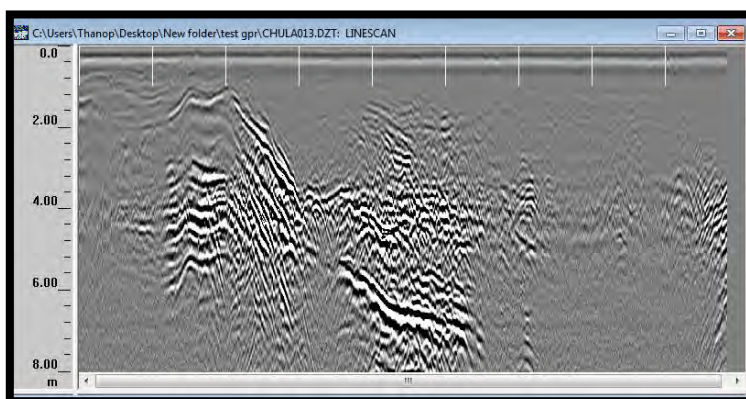 C:\Users\Thanop\Desktop\New folder\test gpr\CHULA013.DZT: LINESCAN
0.0
2.00
4.00
6.00
8.00
m